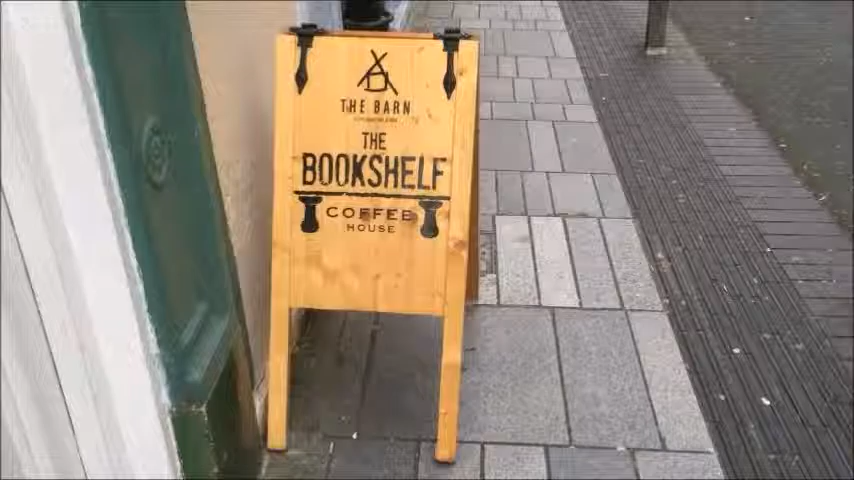 THE BARN
THE
BOOKSHELF
COFFEE
HOUSE